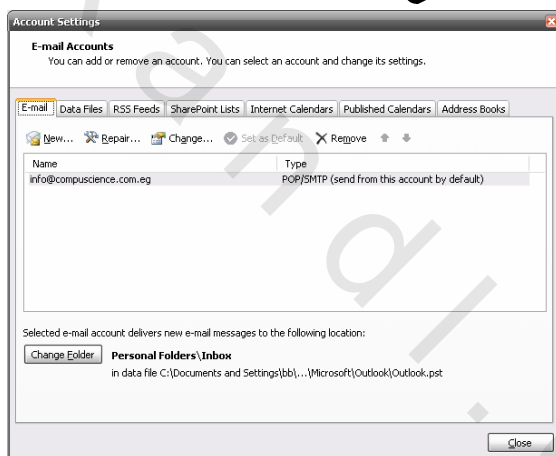 Account Settings
E-mail Accounts
You can add or remove an account. You can select an account and change its settings.
E-mail Data Files RSS Feeds SharePoint Lists Internet Calendars Published Calendars Address Books
New... Repair... Change... Set as Default Remove
Name Type
info@compuscience.com.eg POP/SMTP (send from this account by default)
Selected e-mail account delivers new e-mail messages to the following location:
Change Folder Personal Folders\Inbox
in data file C:\Documents and Settings\bb\...\Microsoft\Outlook\Outlook.pst
Close